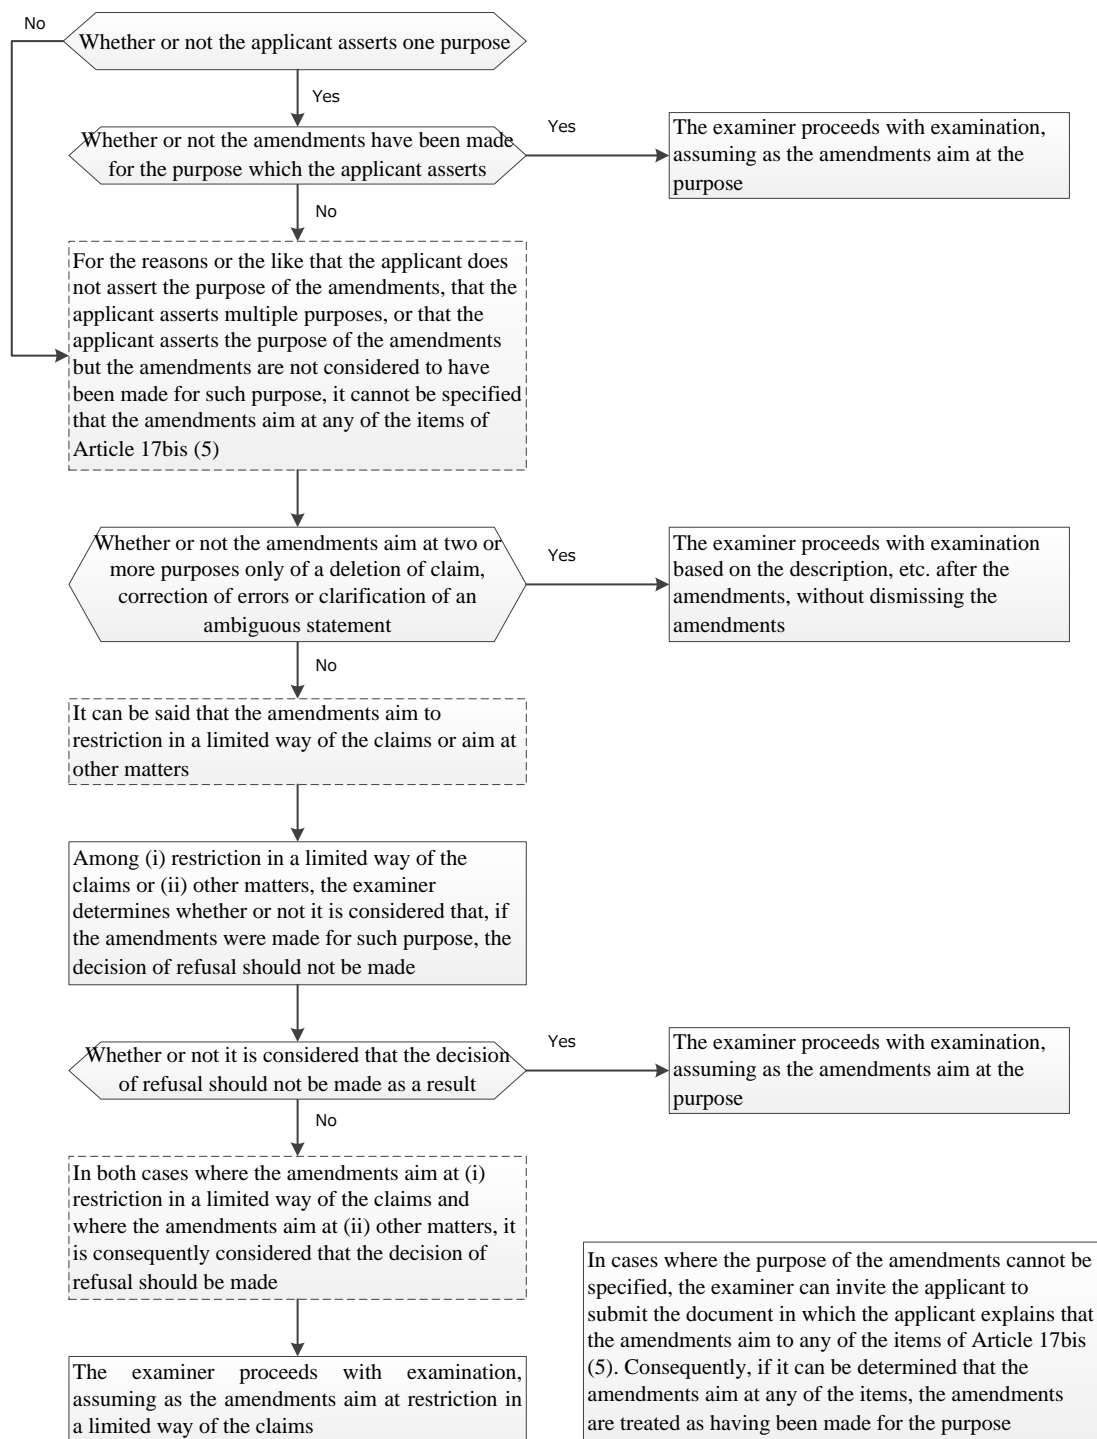 No
Whether or not the applicant asserts one purpose
Yes
Whether or not the amendments have been made
for the purpose which the applicant asserts
Yes
The examiner proceeds with examination,
assuming as the amendments aim at the
purpose
No
For the reasons or the like that the applicant does
not assert the purpose of the amendments, that the
applicant asserts multiple purposes, or that the
applicant asserts the purpose of the amendments
but the amendments are not considered to have
been made for such purpose, it cannot be specified
that the amendments aim at any of the items of
Article 17bis (5)
Whether or not the amendments aim at two or
more purposes only of a deletion of claim,
correction of errors or clarification of an
ambiguous statement
Yes
The examiner proceeds with examination
based on the description, etc. after the
amendments, without dismissing the
amendments
No
It can be said that the amendments aim to
restriction in a limited way of the claims or aim at
other matters
Among (i) restriction in a limited way of the
claims or (ii) other matters, the examiner
determines whether or not it is considered that, if
the amendments were made for such purpose, the
decision of refusal should not be made
Whether or not it is considered that the decision
of refusal should not be made as a result
Yes
The examiner proceeds with examination,
assuming as the amendments aim at the
purpose
No
In both cases where the amendments aim at (i)
restriction in a limited way of the claims and
where the amendments aim at (ii) other matters, it
is consequently considered that the decision of
refusal should be made
The examiner proceeds with examination,
assuming as the amendments aim at restriction in
a limited way of the claims
In cases where the purpose of the amendments cannot be
specified, the examiner can invite the applicant to
submit the document in which the applicant explains that
the amendments aim to any of the items of Article 17bis
(5). Consequently, if it can be determined that the
amendments aim at any of the items, the amendments
are treated as having been made for the purpose